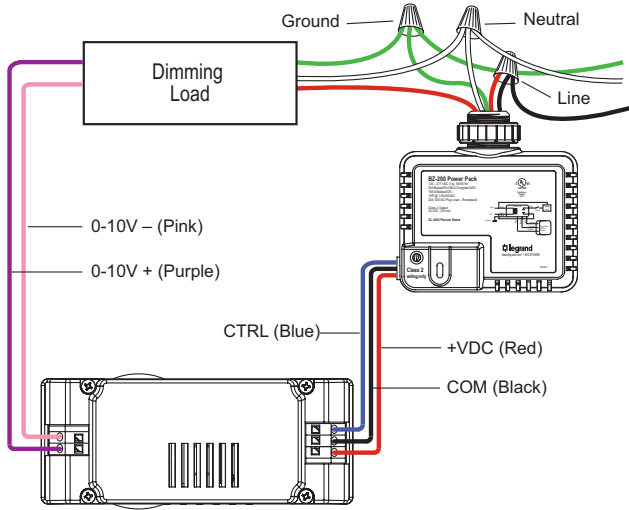 Ground
Neutral
Dimming
Load
Line
BZ-200 Power Pack
Class 2
wiring only
legrand
0-10V – (Pink)
0-10V + (Purple)
CTRL (Blue)
+VDC (Red)
COM (Black)